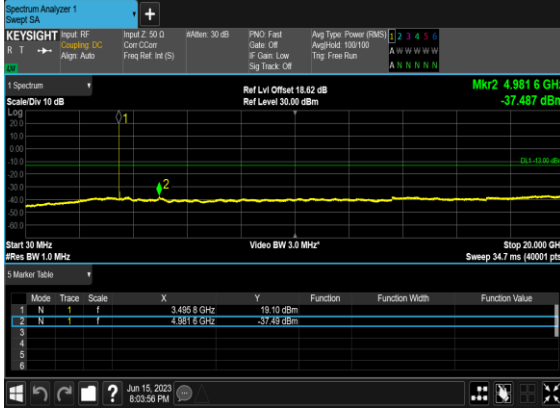 Spectrum Analyzer 1
Swept SA
+
KEYSIGHT
R T
Input: RF
Coupling: DC
Align: Auto
Input Z: 50 Ω
Corr CCorr
Freq Ref: Int (S)
#Atten: 30 dB
PNO: Fast
Gate: Off
IF Gain: Low
Sig Track: Off
Avg Type: Power (RMS)
Avg|Hold: 100/100
Trig: Free Run
1 2 3 4 5 6
A W W W W W
A N N N N N
1 Spectrum
Scale/Div 10 dB
Ref Lvl Offset 18.62 dB
Ref Level 30.00 dBm
Mkr2 4.981 6 GHz
-37.487 dBm
Log
20.0
10.0
0.00
-10.0
-20.0
-30.0
-40.0
-50.0
-60.0
1
2
DL1 -13.00 dBm
Start 30 MHz
#Res BW 1.0 MHz
Video BW 3.0 MHz*
Stop 20.000 GHz
Sweep 34.7 ms (40001 pts)
5 Marker Table
Mode Trace Scale X Y Function Function Width Function Value
1 N 1 f 3.495 8 GHz 19.10 dBm
2 N 1 f 4.981 6 GHz -37.49 dBm
3
4
5
6
?
Jun 15, 2023
8:03:56 PM